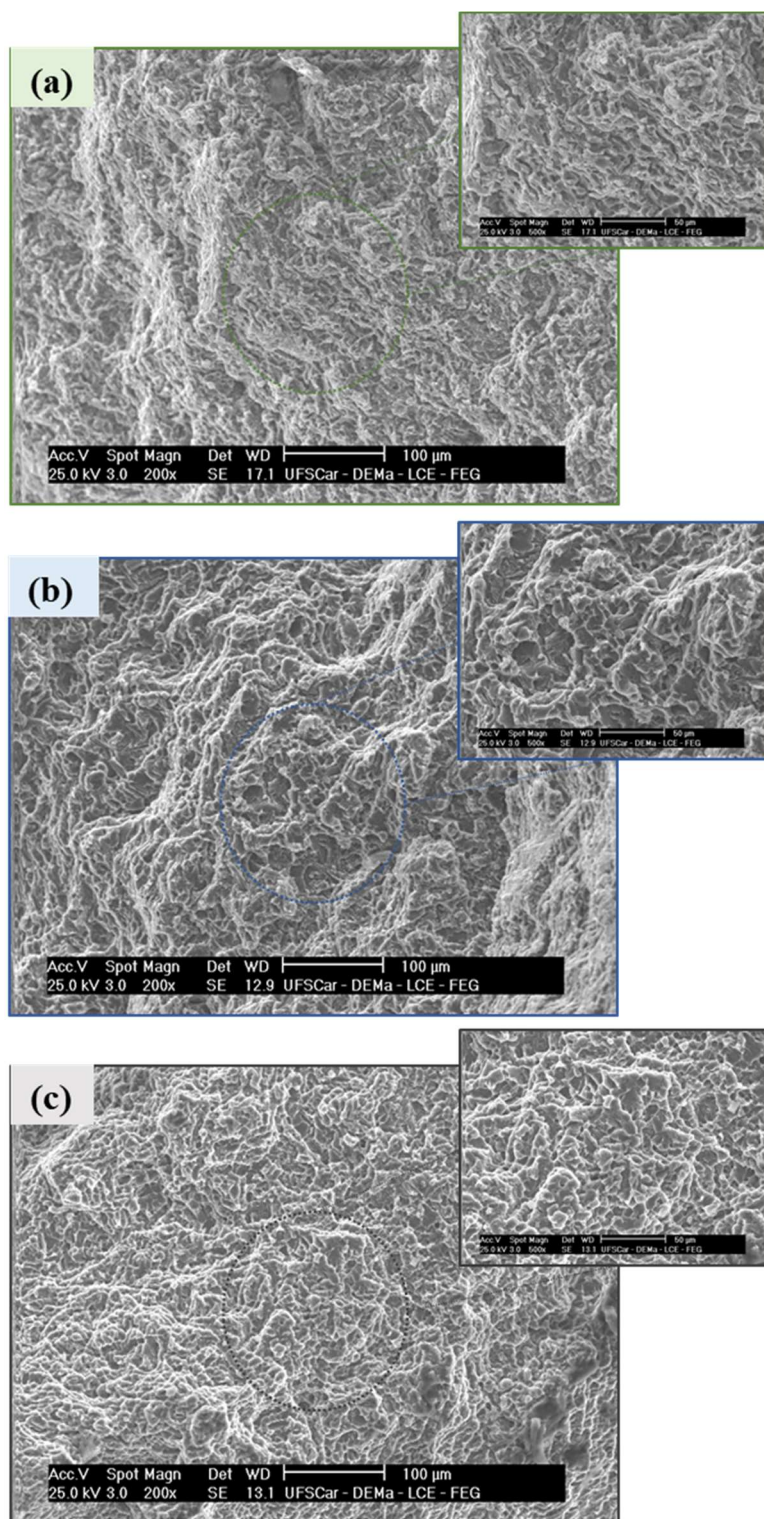 (a)
Acc.V Spot Magn Det WD 50 µm
25.0 kV 3.0 500x SE 17.1 UFSCar - DEMa - LCE - FEG
Acc.V Spot Magn Det WD 100 µm
25.0 kV 3.0 200x SE 17.1 UFSCar - DEMa - LCE - FEG
(b)
Acc.V Spot Magn Det WD 50 µm
25.0 kV 3.0 500x SE 12.9 UFSCar - DEMa - LCE - FEG
Acc.V Spot Magn Det WD 100 µm
25.0 kV 3.0 200x SE 12.9 UFSCar - DEMa - LCE - FEG
(c)
Acc.V Spot Magn Det WD 50 µm
25.0 kV 3.0 500x SE 13.1 UFSCar - DEMa - LCE - FEG
Acc.V Spot Magn Det WD 100 µm
25.0 kV 3.0 200x SE 13.1 UFSCar - DEMa - LCE - FEG